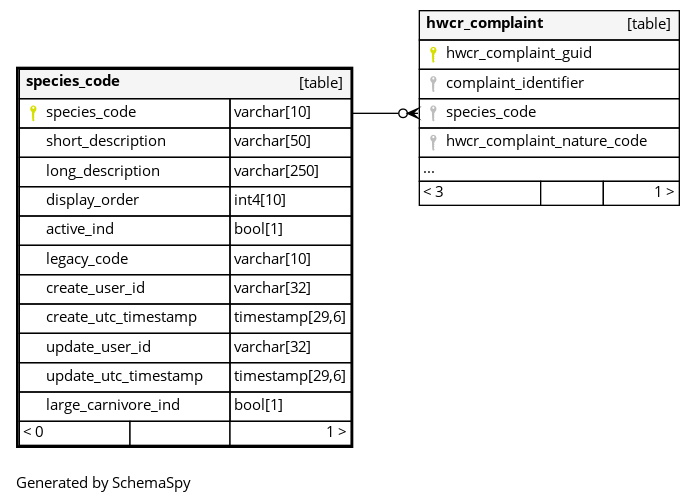 species_code [table]
species_code varchar[10]
short_description varchar[50]
long_description varchar[250]
display_order int4[10]
active_ind bool[1]
legacy_code varchar[10]
create_user_id varchar[32]
create_utc_timestamp timestamp[29,6]
update_user_id varchar[32]
update_utc_timestamp timestamp[29,6]
large_carnivore_ind bool[1]
< 0 1 >
hwcr_complaint [table]
hwcr_complaint_guid
complaint_identifier
species_code
hwcr_complaint_nature_code
...
< 3 1 >
Generated by SchemaSpy